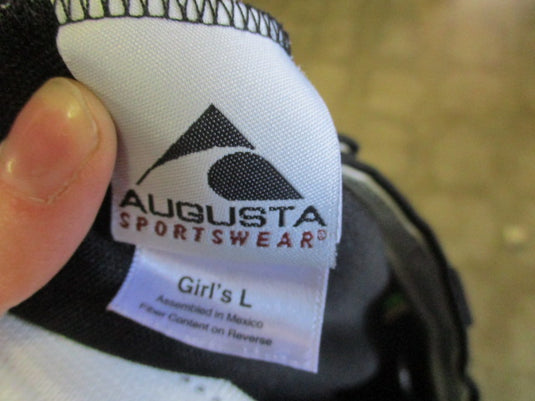 AUGUSTA
SPORTSWEAR®
Girl's L
Assembled in Mexico
Fiber Content on Reverse